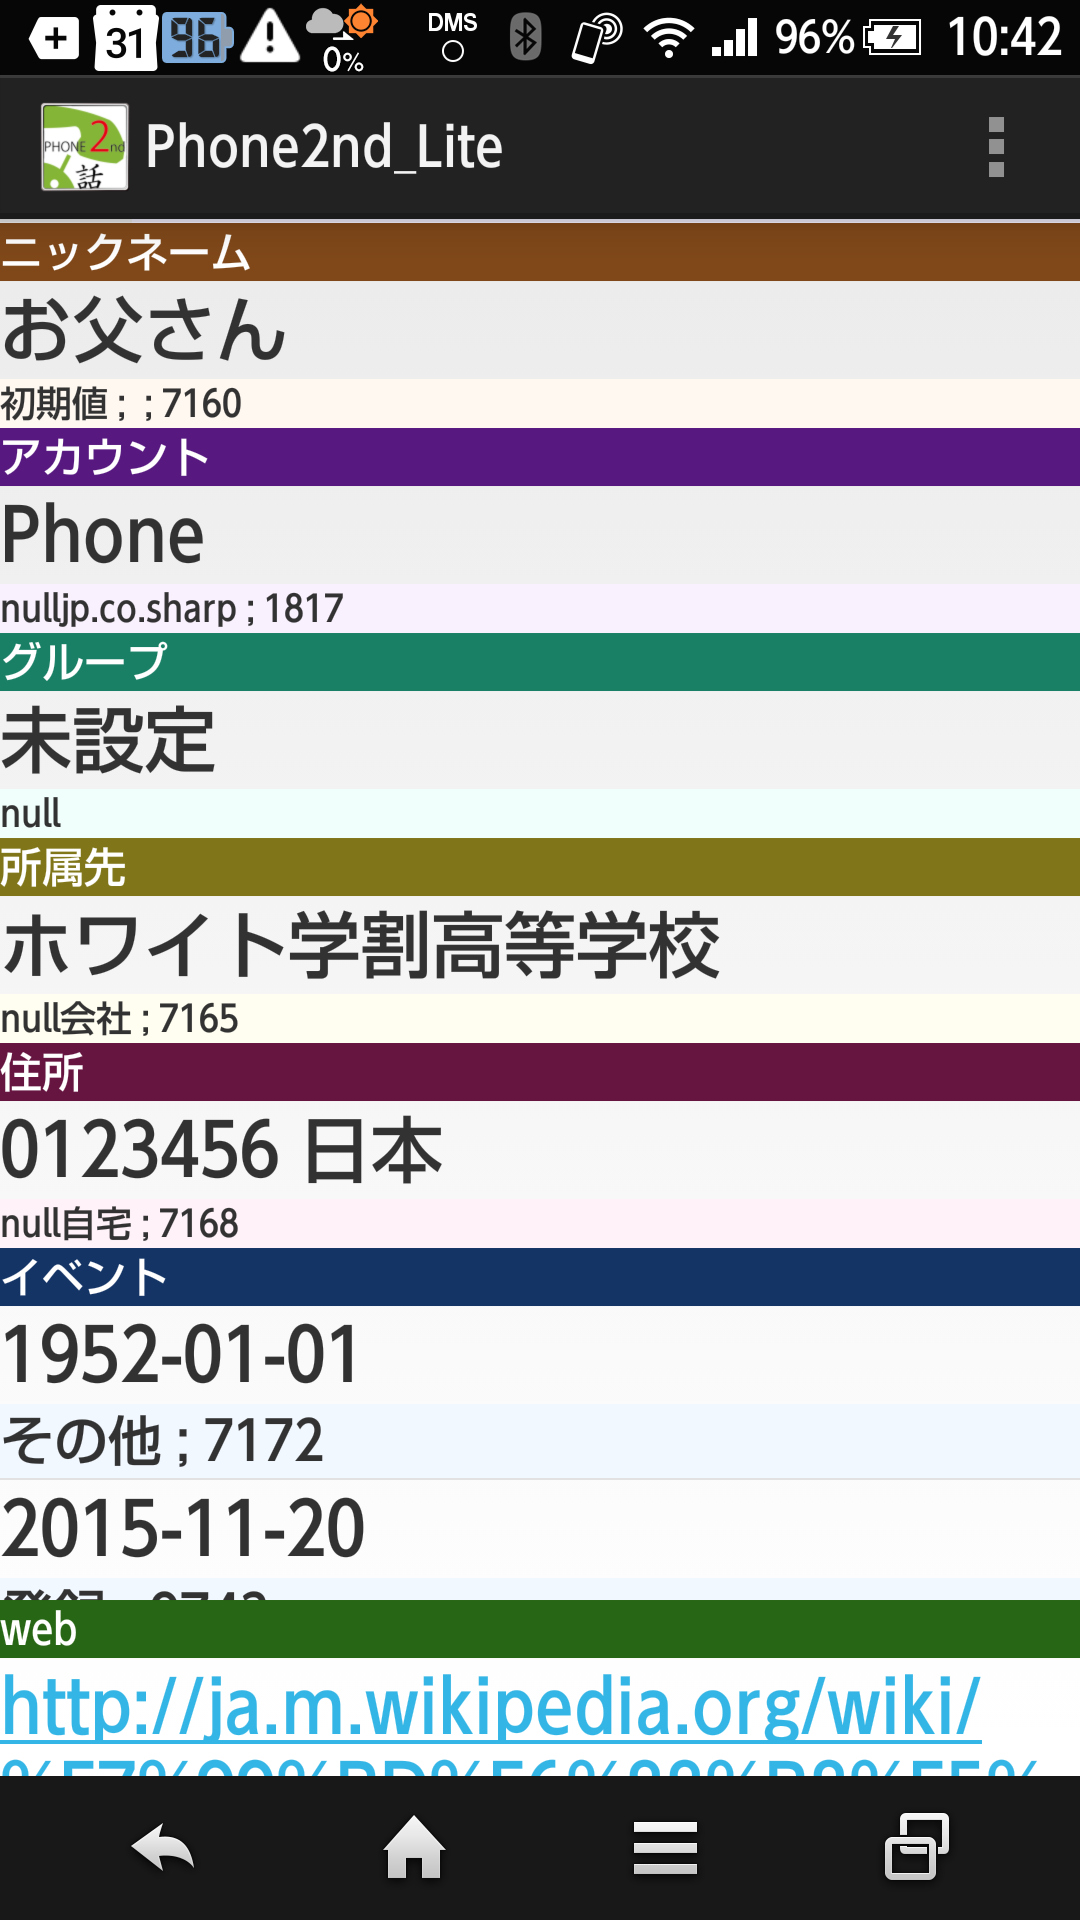 31
96
0%
DMS
96%
10:42
PHONE 2nd
話
Phone2nd_Lite
ニックネーム
お父さん
初期値 ; ; 7160
アカウント
Phone
nulljp.co.sharp ; 1817
グループ
未設定
null
所属先
ホワイト学割高等学校
null会社 ; 7165
住所
0123456 日本
null自宅 ; 7168
イベント
1952-01-01
その他 ; 7172
2015-11-20
web
http://ja.m.wikipedia.org/wiki/